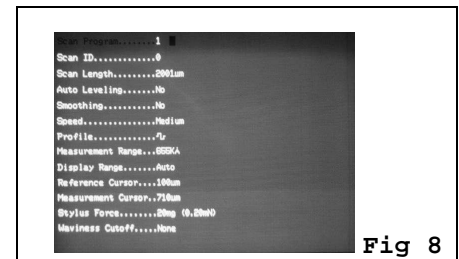 Scan Program........1
Scan ID.............0
Scan Length.........2001um
Auto Leveling.......No
Smoothing...........No
Speed...............Medium
Profile.............
Measurement Range...655KA
Display Range.......Auto
Reference Cursor....100um
Measurement Cursor..710um
Stylus Force........20mg (0.20mN)
Waviness Cutoff.....None
Fig 8